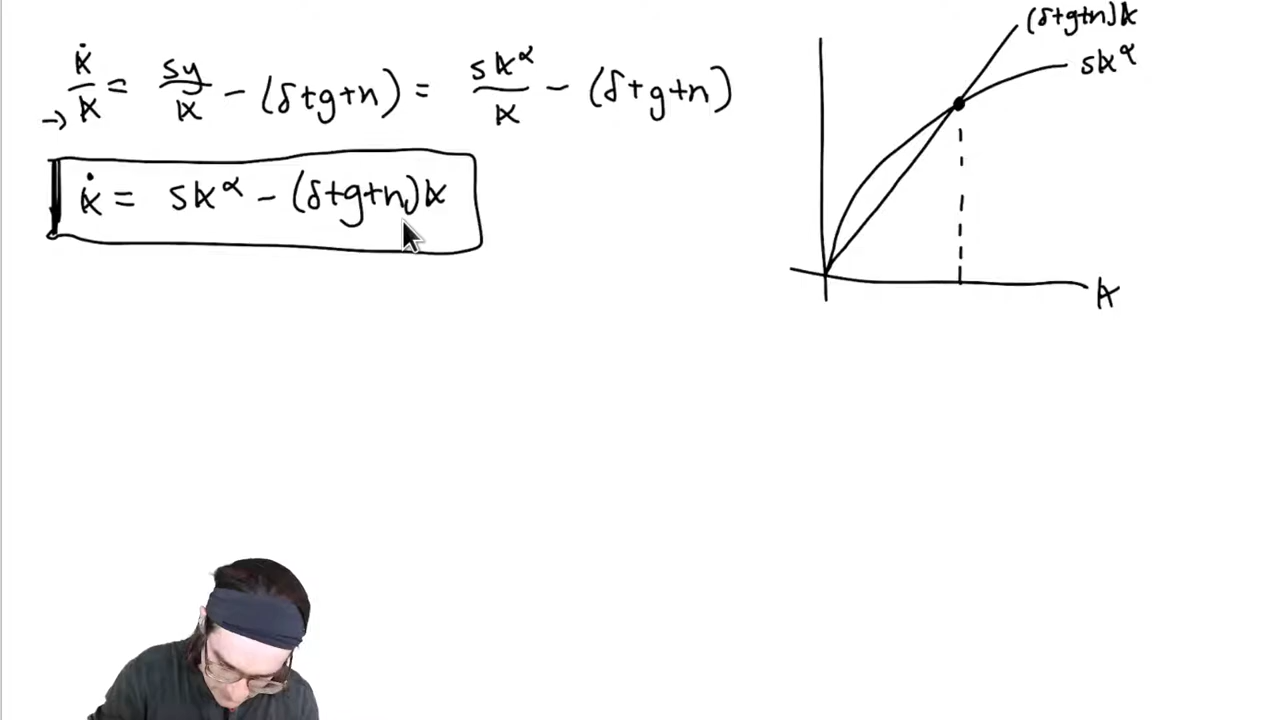 k̇/k = sy/k − (δ+g+n) = sk^α/k − (δ+g+n)
→
k̇ = sk^α − (δ+g+n)k
(δ+g+n)k
sk^α
k